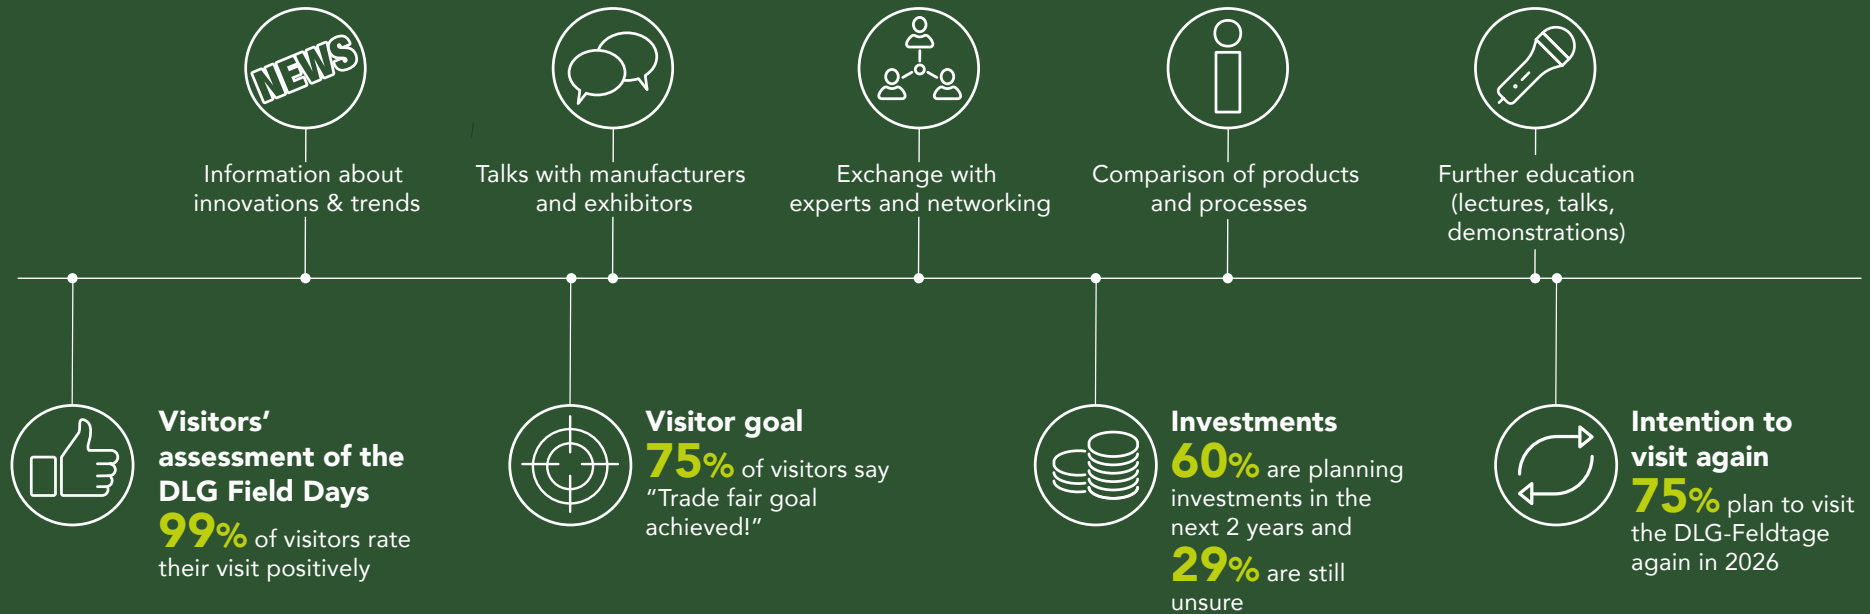 NEWS
Information about
innovations & trends
Talks with manufacturers
and exhibitors
Exchange with
experts and networking
Comparison of products
and processes
Further education
(lectures, talks,
demonstrations)
Visitors’
assessment of the
DLG Field Days
99% of visitors rate
their visit positively
Visitor goal
75% of visitors say
“Trade fair goal
achieved!”
Investments
60% are planning
investments in the
next 2 years and
29% are still
unsure
Intention to
visit again
75% plan to visit
the DLG-Feldtage
again in 2026